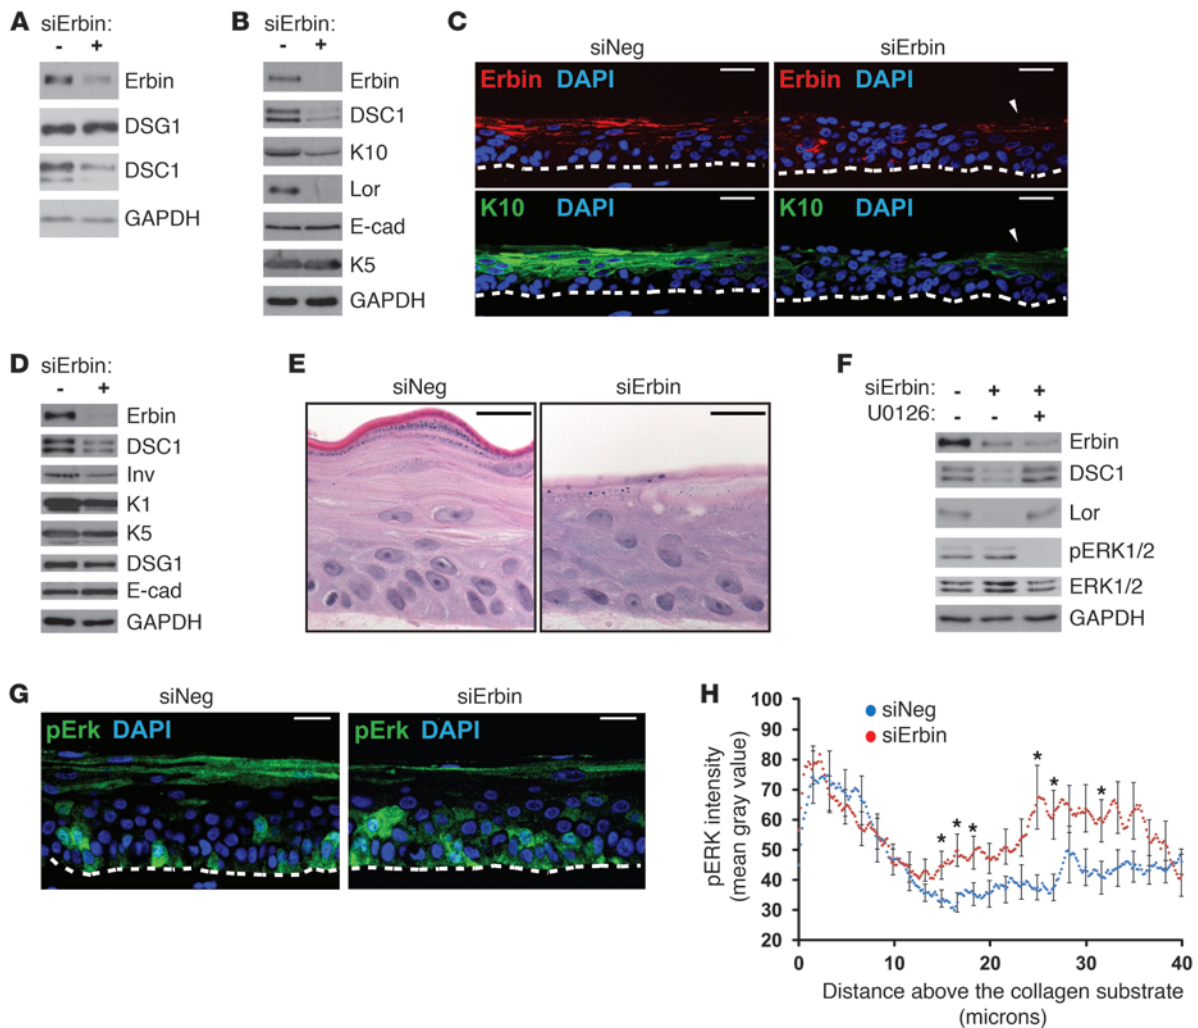 A
siErbin:
- +
Erbin
DSG1
DSC1
GAPDH
B
siErbin:
- +
Erbin
DSC1
K10
Lor
E-cad
K5
GAPDH
C
siNeg siErbin
Erbin DAPI Erbin DAPI
K10 DAPI K10 DAPI
D
siErbin:
- +
Erbin
DSC1
Inv
K1
K5
DSG1
E-cad
GAPDH
E
siNeg siErbin
F
siErbin: - + +
U0126: - - +
Erbin
DSC1
Lor
pERK1/2
ERK1/2
GAPDH
G
siNeg siErbin
pErk DAPI pErk DAPI
H
siNeg
siErbin
pERK intensity
(mean gray value)
100
90
80
70
60
50
40
30
20
* * * * * *
0 10 20 30 40
Distance above the collagen substrate
(microns)